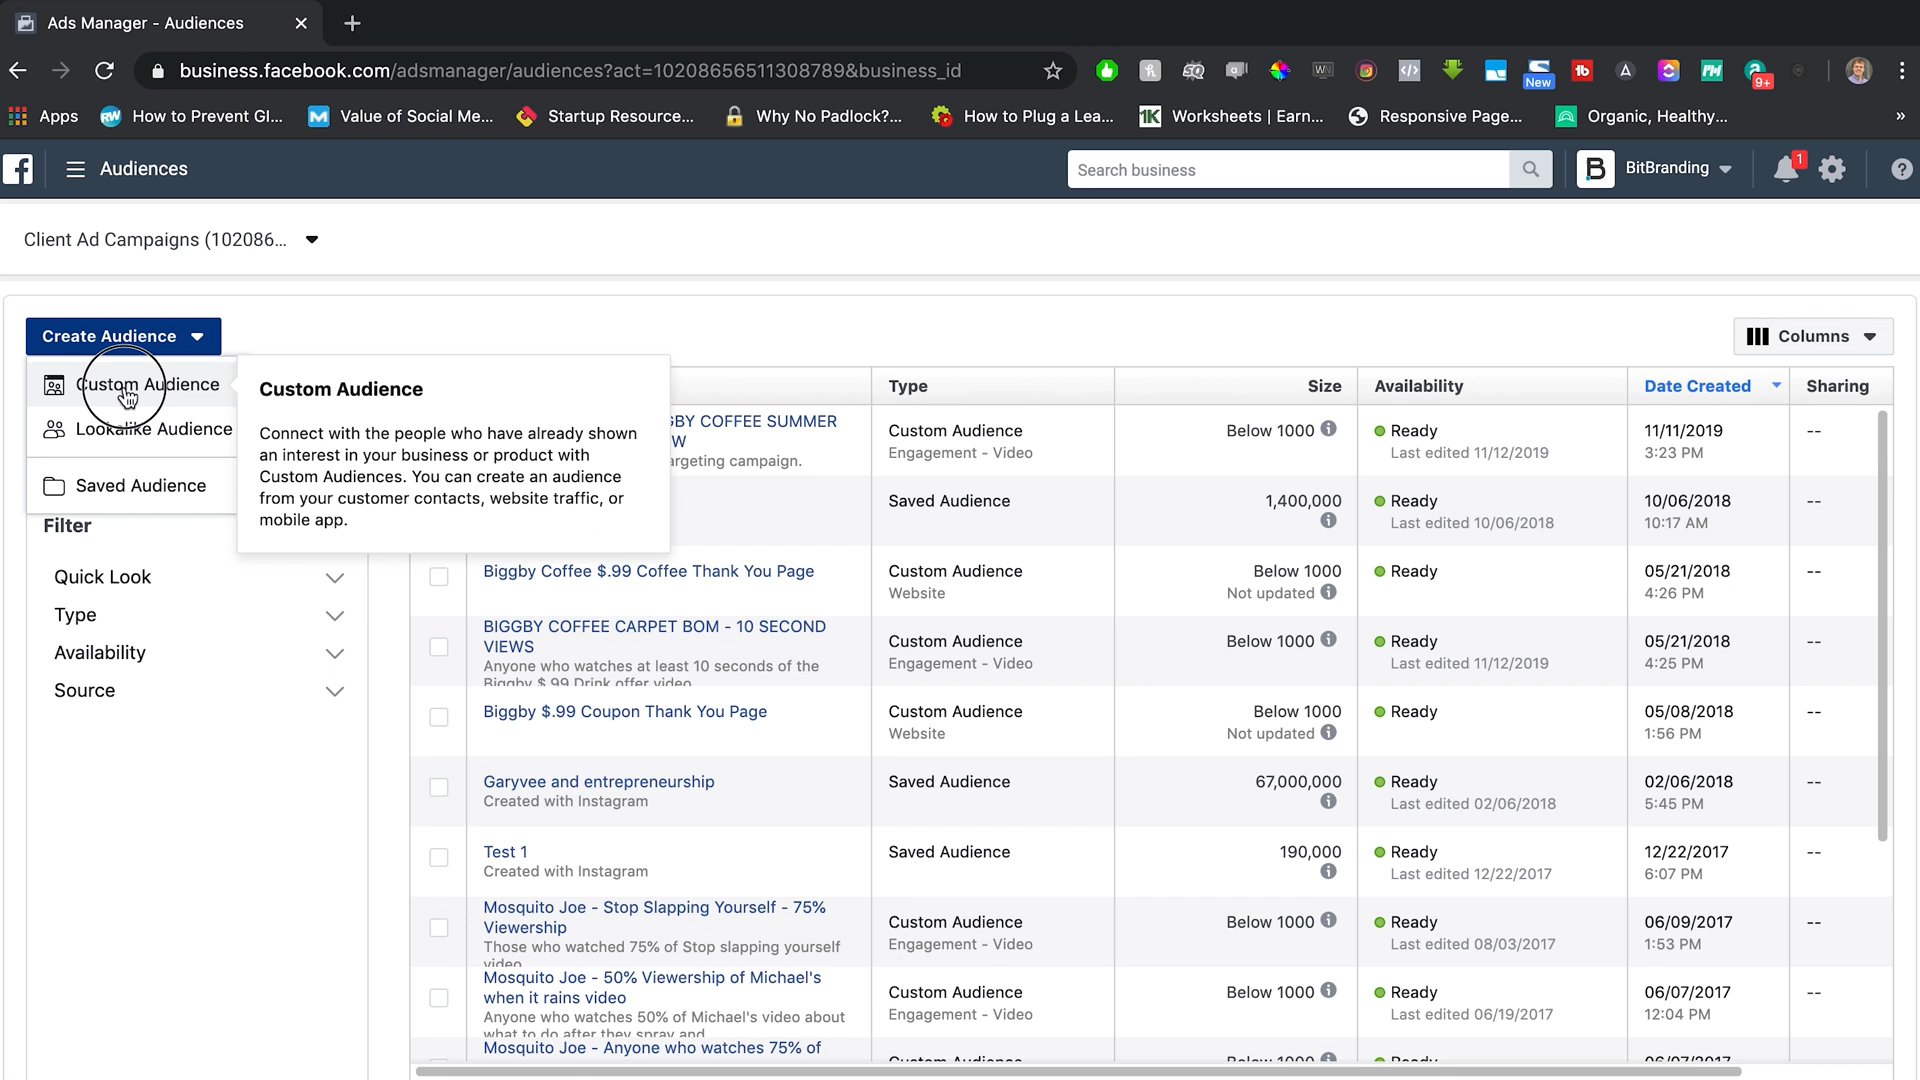 Ads Manager - Audiences
business.facebook.com/adsmanager/audiences?act=10208656511308789&business_id
New
9+
Apps
How to Prevent Gl...
Value of Social Me...
Startup Resource...
Why No Padlock?...
How to Plug a Lea...
1K
Worksheets | Earn...
Responsive Page...
Organic, Healthy...
»
Audiences
Search business
B
BitBranding
1
Client Ad Campaigns (102086...
Create Audience
Columns
Custom Audience
Lookalike Audience
Saved Audience
Custom Audience
Connect with the people who have already shown
an interest in your business or product with
Custom Audiences. You can create an audience
from your customer contacts, website traffic, or
mobile app.
Filter
Quick Look
Type
Availability
Source
Type
Size
Availability
Date Created
Sharing
GBY COFFEE SUMMER
W
argeting campaign.
Custom Audience
Engagement - Video
Below 1000
Ready
Last edited 11/12/2019
11/11/2019
3:23 PM
--
Saved Audience
1,400,000
Ready
Last edited 10/06/2018
10/06/2018
10:17 AM
--
Biggby Coffee $.99 Coffee Thank You Page
Custom Audience
Website
Below 1000
Not updated
Ready
05/21/2018
4:26 PM
--
BIGGBY COFFEE CARPET BOM - 10 SECOND
VIEWS
Anyone who watches at least 10 seconds of the
Biggby $.99 Drink offer video
Custom Audience
Engagement - Video
Below 1000
Ready
Last edited 11/12/2019
05/21/2018
4:25 PM
--
Biggby $.99 Coupon Thank You Page
Custom Audience
Website
Below 1000
Not updated
Ready
05/08/2018
1:56 PM
--
Garyvee and entrepreneurship
Created with Instagram
Saved Audience
67,000,000
Ready
Last edited 02/06/2018
02/06/2018
5:45 PM
--
Test 1
Created with Instagram
Saved Audience
190,000
Ready
Last edited 12/22/2017
12/22/2017
6:07 PM
--
Mosquito Joe - Stop Slapping Yourself - 75%
Viewership
Those who watched 75% of Stop slapping yourself
video
Custom Audience
Engagement - Video
Below 1000
Ready
Last edited 08/03/2017
06/09/2017
1:53 PM
--
Mosquito Joe - 50% Viewership of Michael's
when it rains video
Anyone who watches 50% of Michael's video about
what to do after they spray and
Custom Audience
Engagement - Video
Below 1000
Ready
Last edited 06/19/2017
06/07/2017
12:04 PM
--
Mosquito Joe - Anyone who watches 75% of
Custom Audience
Below 1000
Ready
06/07/2017